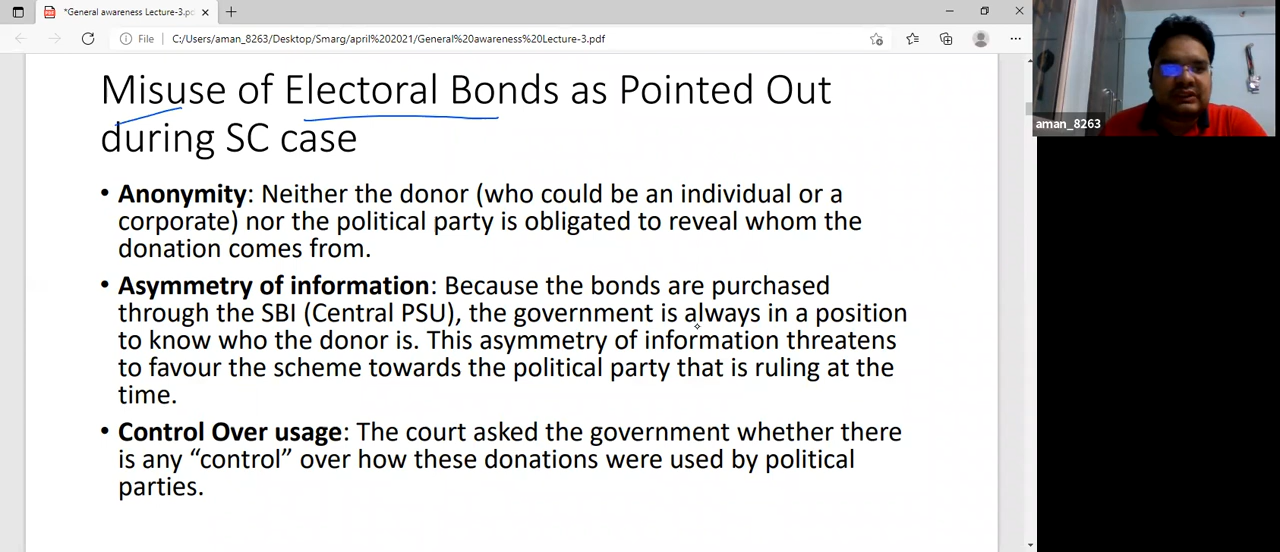 *General awareness Lecture-3.pd
File
C:/Users/aman_8263/Desktop/Smarg/april%202021/General%20awareness%20Lecture-3.pdf
Misuse of Electoral Bonds as Pointed Out
during SC case
• Anonymity: Neither the donor (who could be an individual or a
corporate) nor the political party is obligated to reveal whom the
donation comes from.
• Asymmetry of information: Because the bonds are purchased
through the SBI (Central PSU), the government is always in a position
to know who the donor is. This asymmetry of information threatens
to favour the scheme towards the political party that is ruling at the
time.
• Control Over usage: The court asked the government whether there
is any “control” over how these donations were used by political
parties.
aman_8263